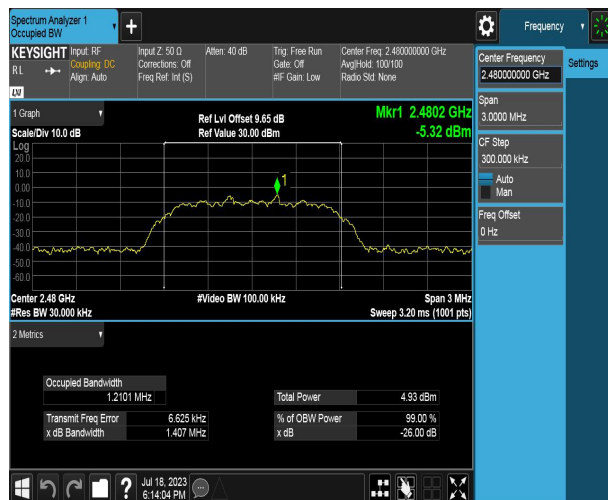 Spectrum Analyzer 1
Occupied BW
+
Frequency
KEYSIGHT
RL
LXI
Input: RF
Coupling: DC
Align: Auto
Input Z: 50 Ω
Corrections: Off
Freq Ref: Int (S)
Atten: 40 dB
Trig: Free Run
Gate: Off
#IF Gain: Low
Center Freq: 2.480000000 GHz
Avg|Hold: 100/100
Radio Std: None
Center Frequency
2.480000000 GHz
Settings
Span
3.0000 MHz
CF Step
300.000 kHz
Auto
Man
Freq Offset
0 Hz
1 Graph
Scale/Div 10.0 dB
Ref Lvl Offset 9.65 dB
Ref Value 30.00 dBm
Mkr1 2.4802 GHz
-5.32 dBm
Log
20.0
10.0
0.00
-10.0
-20.0
-30.0
-40.0
-50.0
-60.0
1
Center 2.48 GHz
#Res BW 30.000 kHz
#Video BW 100.00 kHz
Span 3 MHz
Sweep 3.20 ms (1001 pts)
2 Metrics
Occupied Bandwidth
1.2101 MHz
Transmit Freq Error 6.625 kHz
x dB Bandwidth 1.407 MHz
Total Power 4.93 dBm
% of OBW Power 99.00 %
x dB -26.00 dB
?
Jul 18, 2023
6:14:04 PM